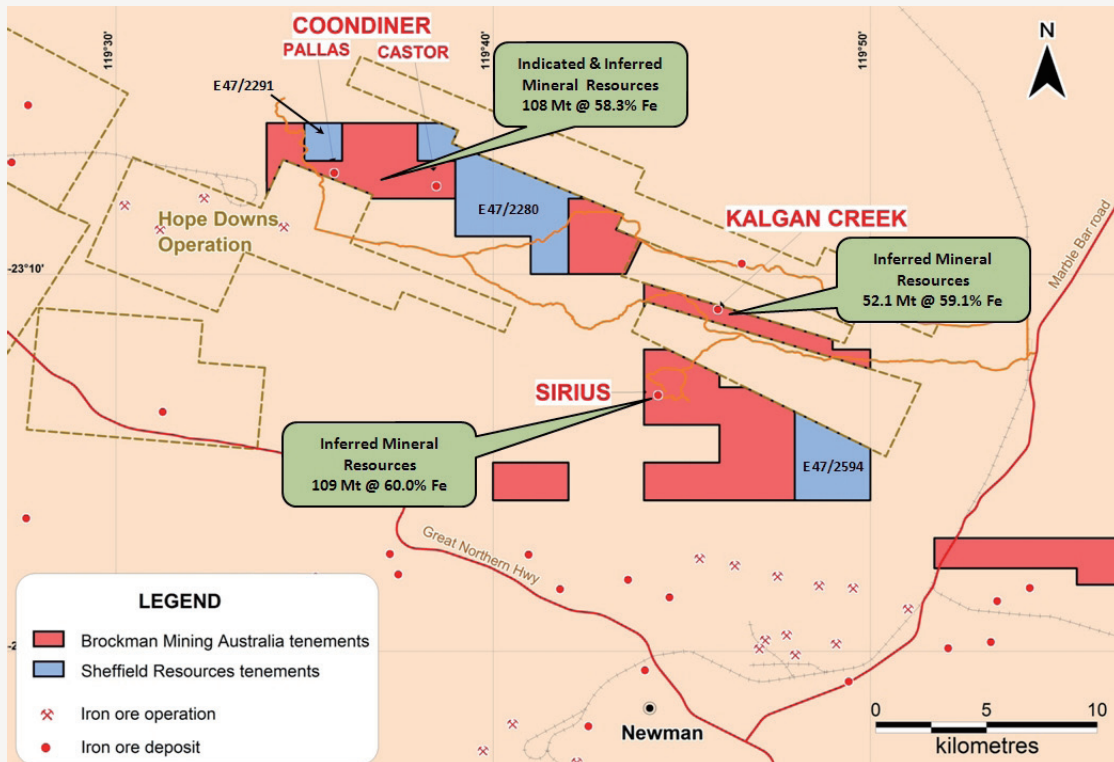 119°30'
COONDINER
PALLAS
CASTOR
119°40'
119°50'
N
Indicated & Inferred
Mineral Resources
108 Mt @ 58.3% Fe
E47/2291
Hope Downs
Operation
E47/2280
KALGAN CREEK
Marble Bar road
-23°10'
Inferred Mineral
Resources
52.1 Mt @ 59.1% Fe
SIRIUS
Inferred Mineral
Resources
109 Mt @ 60.0% Fe
E47/2594
Great Northern Hwy
LEGEND
Brockman Mining Australia tenements
Sheffield Resources tenements
Iron ore operation
Iron ore deposit
Newman
0 5 10
kilometres